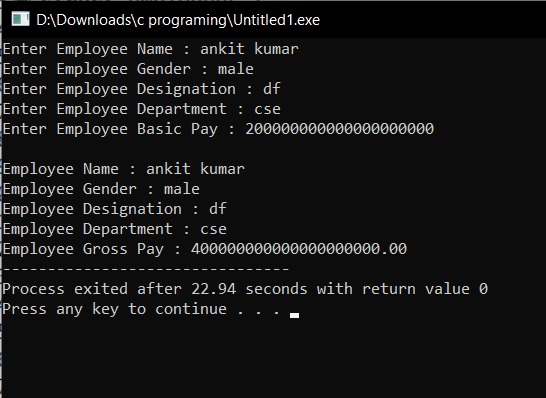 D:\Downloads\c programing\Untitled1.exe
Enter Employee Name : ankit kumar
Enter Employee Gender : male
Enter Employee Designation : df
Enter Employee Department : cse
Enter Employee Basic Pay : 200000000000000000000
Employee Name : ankit kumar
Employee Gender : male
Employee Designation : df
Employee Department : cse
Employee Gross Pay : 400000000000000000000.00
--------------------------------
Process exited after 22.94 seconds with return value 0
Press any key to continue . . .